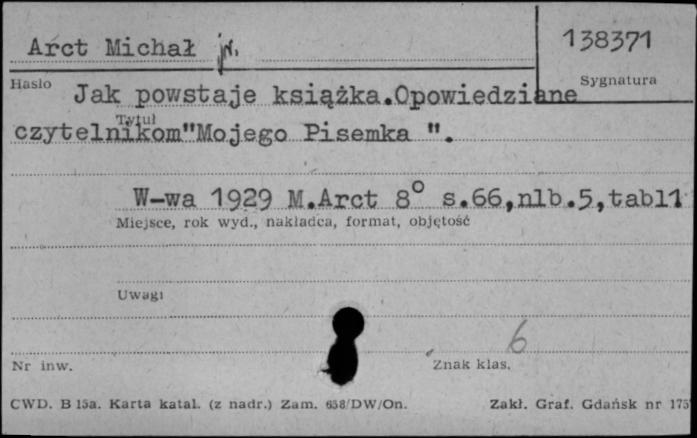 Arct Michał
138371
Hasło
Sygnatura
Jak powstaje książka.Opowiedziane
Tytuł
czytelnikom"Mojego Pisemka ".
W-wa 1929 M.Arct 8° s.66,nlb.5,tabl1
Miejsce, rok wyd., nakładca, format, objętość
Uwagi
6
Nr inw.
Znak klas.
CWD. B 15a. Karta katal. (z nadr.) Zam. 658/DW/On.
Zakł. Graf. Gdańsk nr 175